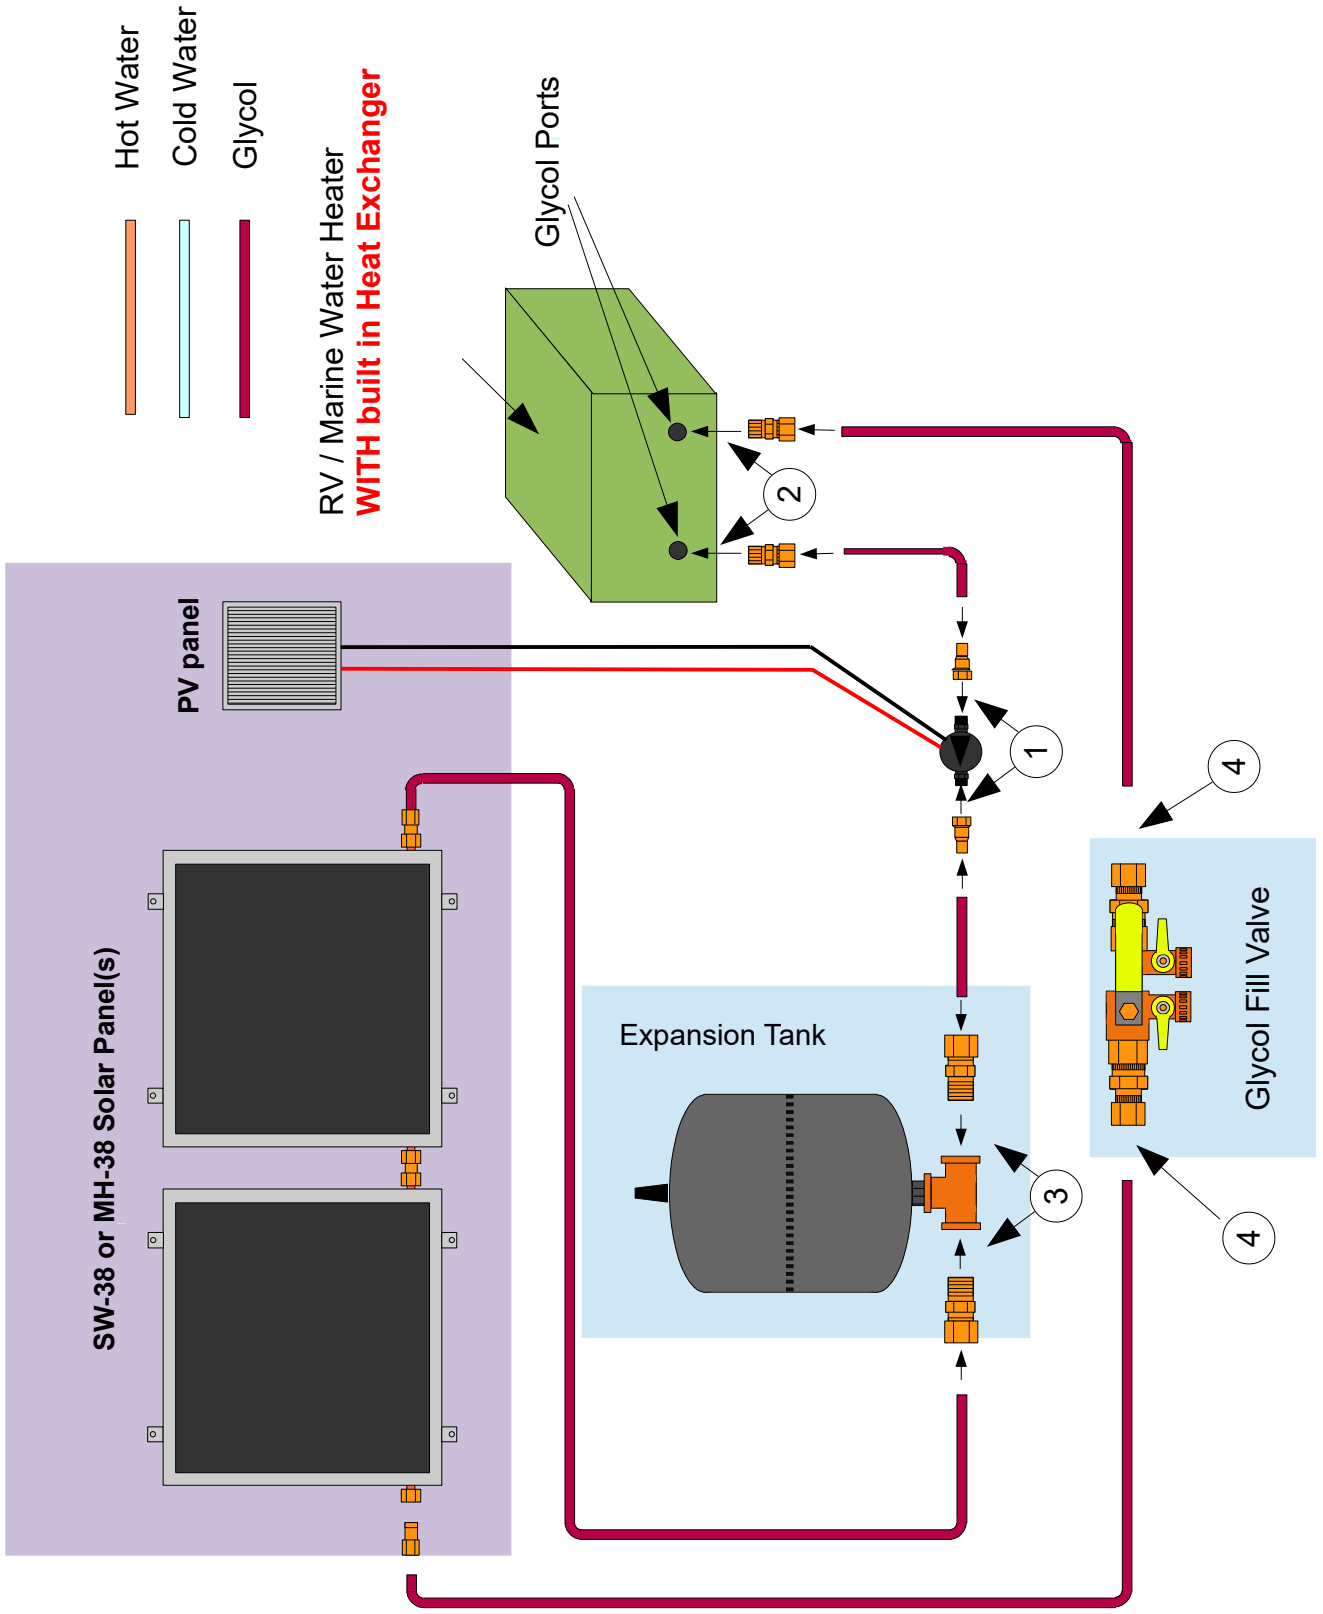 Hot Water
Cold Water
Glycol
RV / Marine Water Heater
WITH built in Heat Exchanger
Glycol Ports
PV panel
SW-38 or MH-38 Solar Panel(s)
2
1
4
Expansion Tank
Glycol Fill Valve
3
4